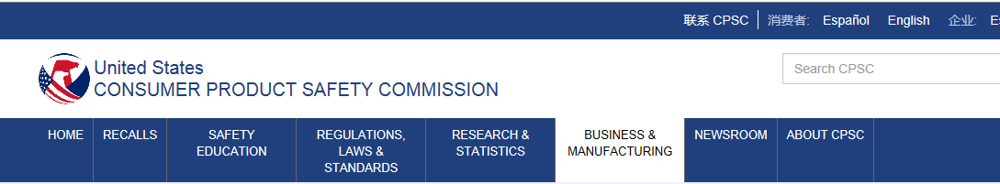 联系 CPSC 消费者: Español English 企业:
United States
CONSUMER PRODUCT SAFETY COMMISSION
Search CPSC
HOME
RECALLS
SAFETY
EDUCATION
REGULATIONS,
LAWS &
STANDARDS
RESEARCH &
STATISTICS
BUSINESS &
MANUFACTURING
NEWSROOM
ABOUT CPSC